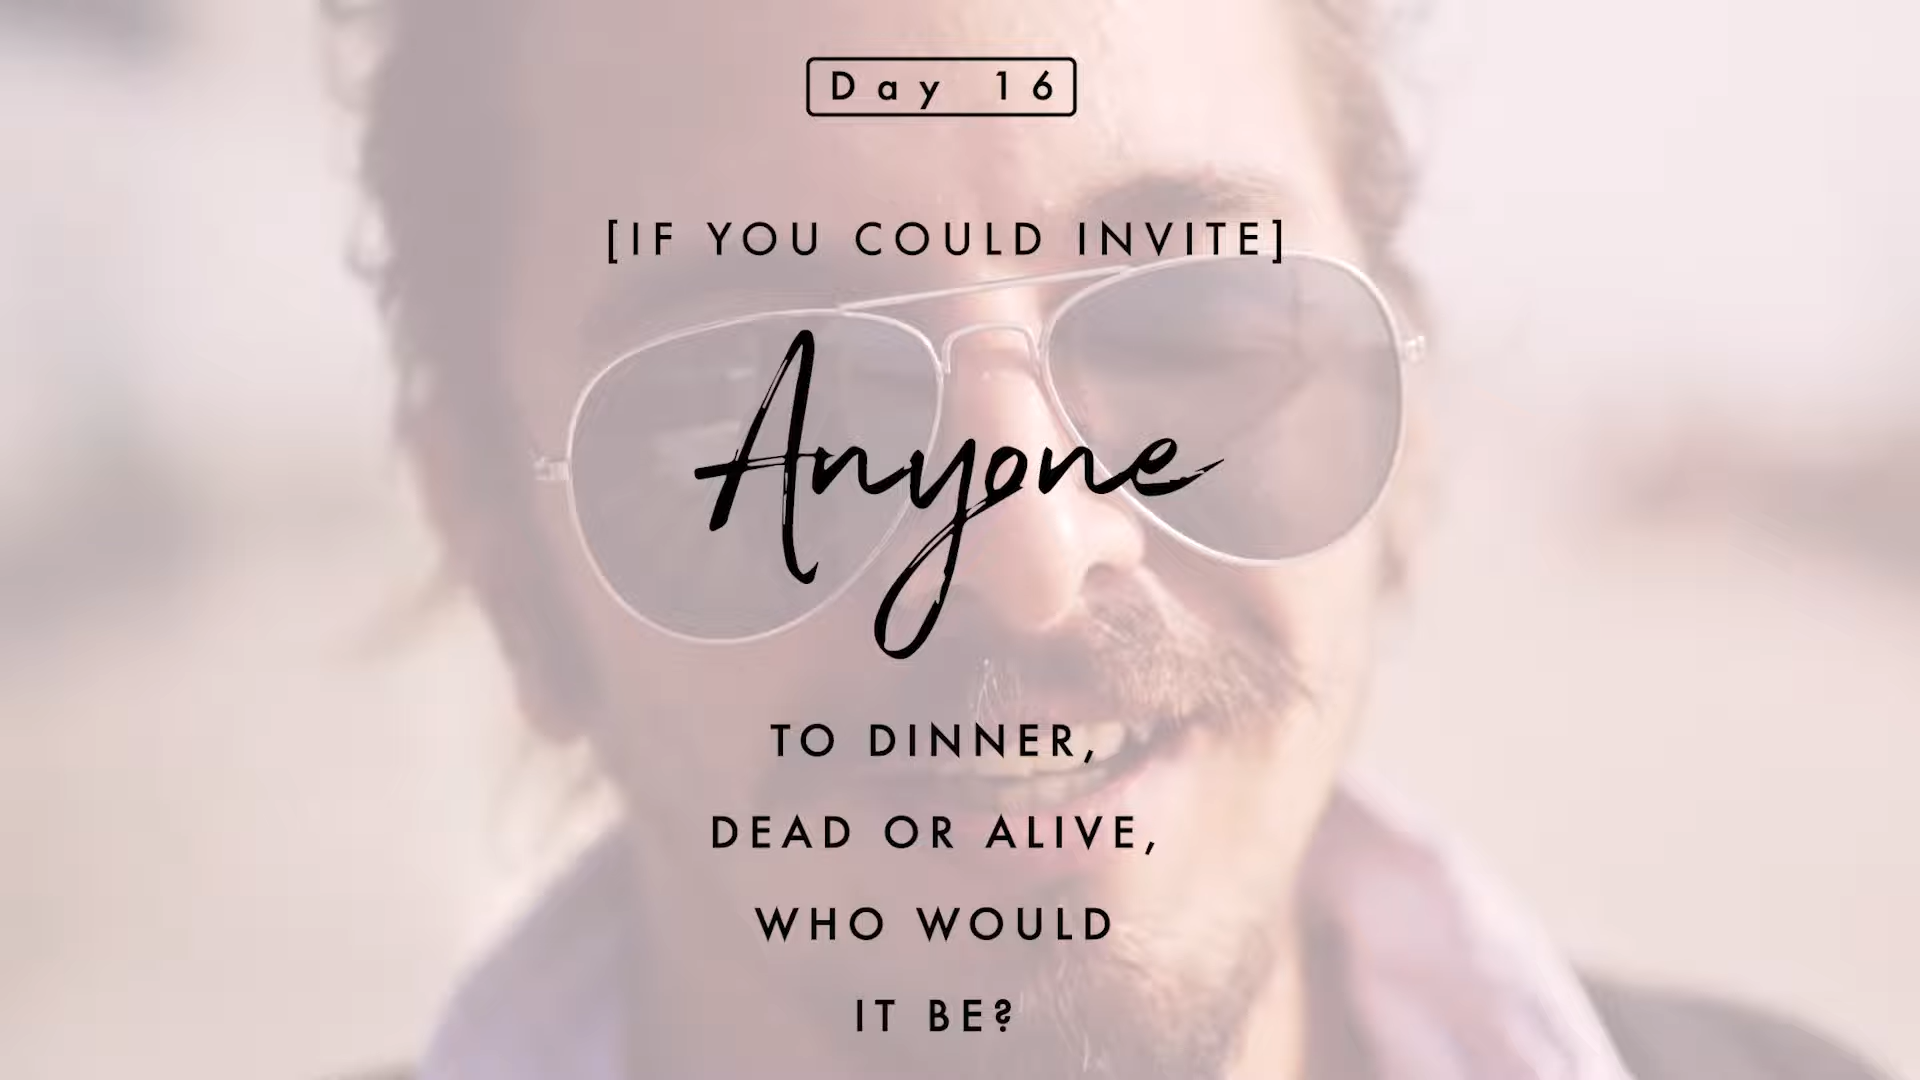 Day 16
[IF YOU COULD INVITE]
Anyone
TO DINNER,
DEAD OR ALIVE,
WHO WOULD
IT BE?